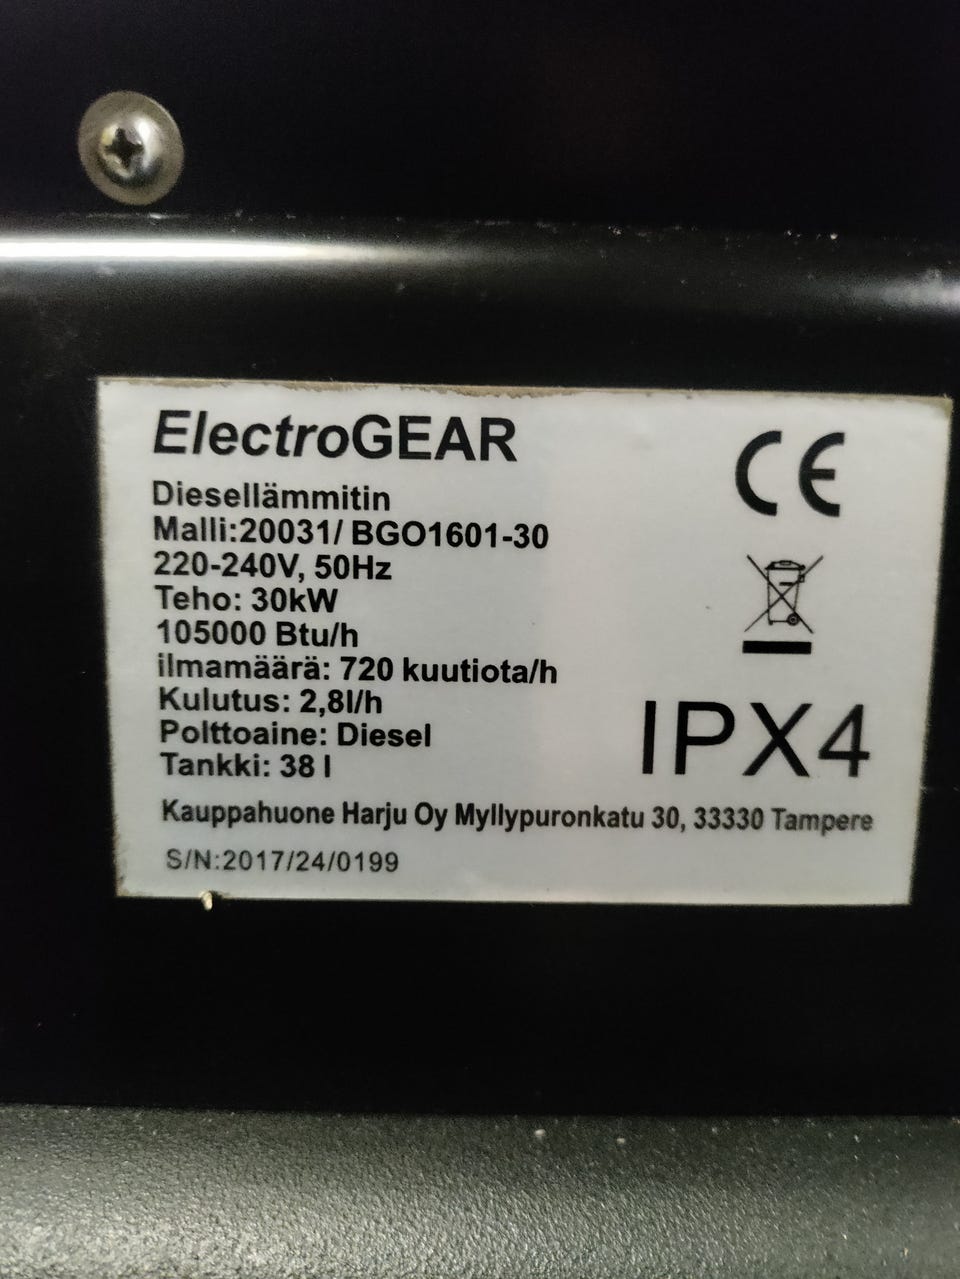 ElectroGEAR
Diesellämmitin
Malli:20031/ BGO1601-30
220-240V, 50Hz
Teho: 30kW
105000 Btu/h
ilmamäärä: 720 kuutiota/h
Kulutus: 2,8l/h
Polttoaine: Diesel
Tankki: 38 l
Kauppahuone Harju Oy Myllypuronkatu 30, 33330 Tampere
S/N:2017/24/0199
CE
IPX4